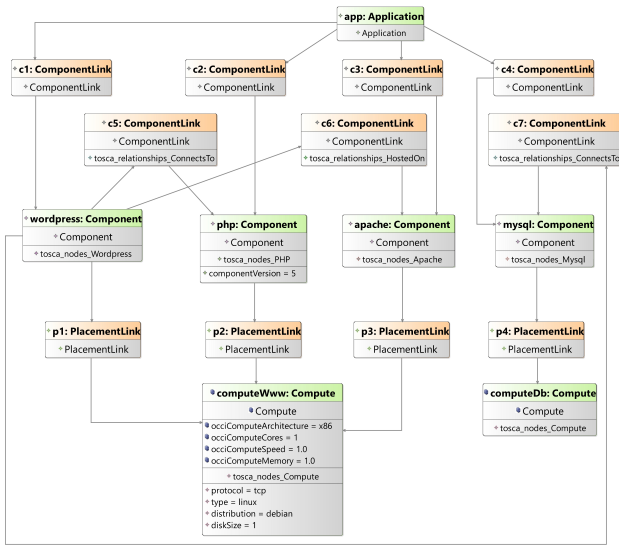 app: Application
Application
c1: ComponentLink
ComponentLink
c2: ComponentLink
ComponentLink
c3: ComponentLink
ComponentLink
c4: ComponentLink
ComponentLink
c5: ComponentLink
ComponentLink
tosca_relationships_ConnectsTo
c6: ComponentLink
ComponentLink
tosca_relationships_HostedOn
c7: ComponentLink
ComponentLink
tosca_relationships_ConnectsTo
wordpress: Component
Component
tosca_nodes_Wordpress
php: Component
Component
tosca_nodes_PHP
componentVersion = 5
apache: Component
Component
tosca_nodes_Apache
mysql: Component
Component
tosca_nodes_Mysql
p1: PlacementLink
PlacementLink
p2: PlacementLink
PlacementLink
p3: PlacementLink
PlacementLink
p4: PlacementLink
PlacementLink
computeWww: Compute
Compute
occiComputeArchitecture = x86
occiComputeCores = 1
occiComputeSpeed = 1.0
occiComputeMemory = 1.0
tosca_nodes_Compute
protocol = tcp
type = linux
distribution = debian
diskSize = 1
computeDb: Compute
Compute
tosca_nodes_Compute